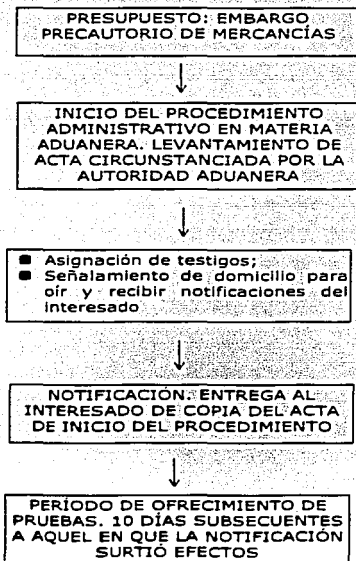 PRESUPUESTO: EMBARGO
PRECAUTORIO DE MERCANCÍAS
INICIO DEL PROCEDIMIENTO
ADMINISTRATIVO EN MATERIA
ADUANERA. LEVANTAMIENTO DE
ACTA CIRCUNSTANCIADA POR LA
AUTORIDAD ADUANERA
Asignación de testigos;
Señalamiento de domicilio para
oír y recibir notificaciones del
interesado
NOTIFICACIÓN. ENTREGA AL
INTERESADO DE COPIA DEL ACTA
DE INICIO DEL PROCEDIMIENTO
PERÍODO DE OFRECIMIENTO DE
PRUEBAS. 10 DÍAS SUBSECUENTES
A AQUEL EN QUE LA NOTIFICACIÓN
SURTIÓ EFECTOS